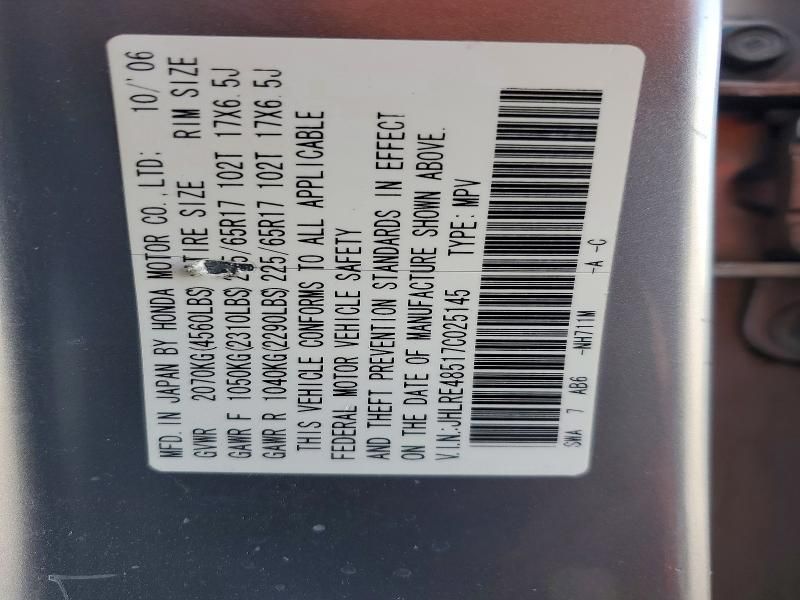 MFD. IN JAPAN BY HONDA MOTOR CO., LTD: 10/'06
GVWR 2070KG(4560LBS) TIRE SIZE RIM SIZE
GAWR F 1050KG(2310LBS) 225/65R17 102T 17X6.5J
GAWR R 1040KG(2290LBS) 225/65R17 102T 17X6.5J
THIS VEHICLE CONFORMS TO ALL APPLICABLE
FEDERAL MOTOR VEHICLE SAFETY
AND THEFT PREVENTION STANDARDS IN EFFECT
ON THE DATE OF MANUFACTURE SHOWN ABOVE.
V.I.N:JHLRE48517C025145 TYPE:MPV
SWA 7 AB6 -NH711M -A -C